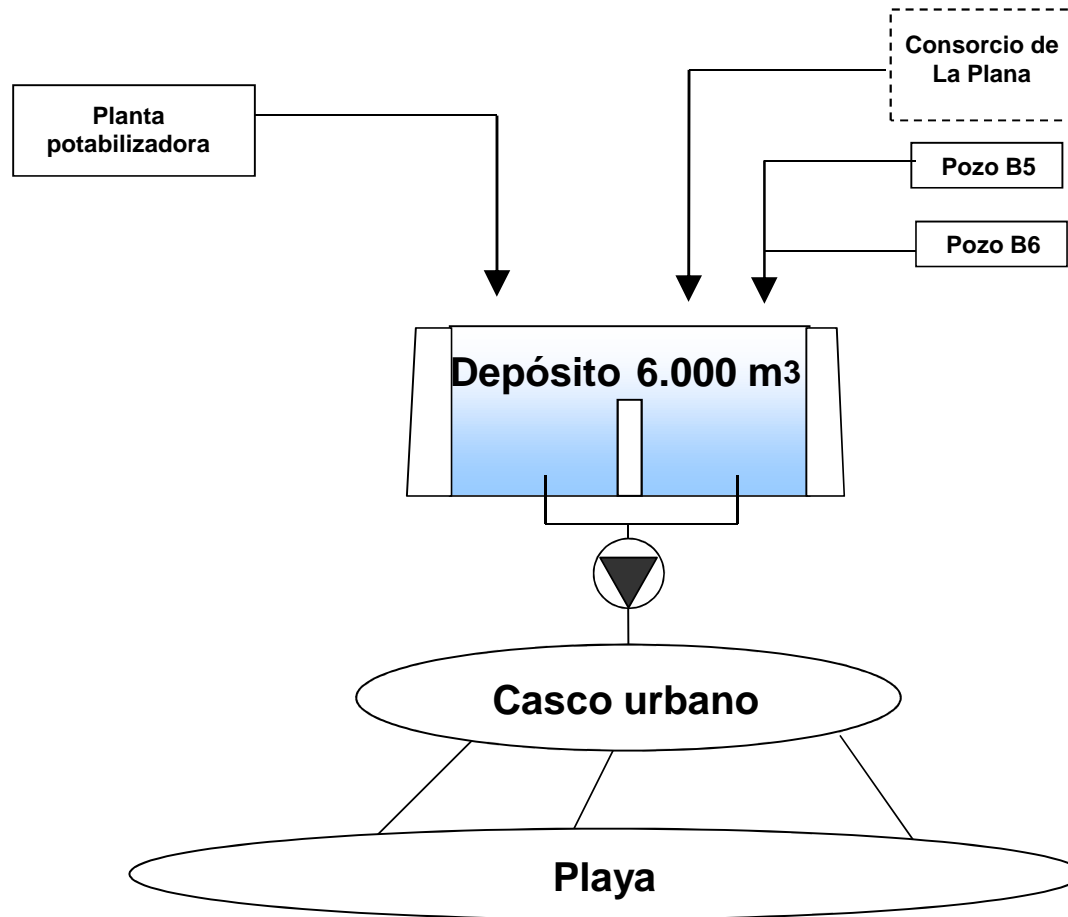 Consorcio de
La Plana
Planta
potabilizadora
Pozo B5
Pozo B6
Depósito 6.000 m3
Casco urbano
Playa